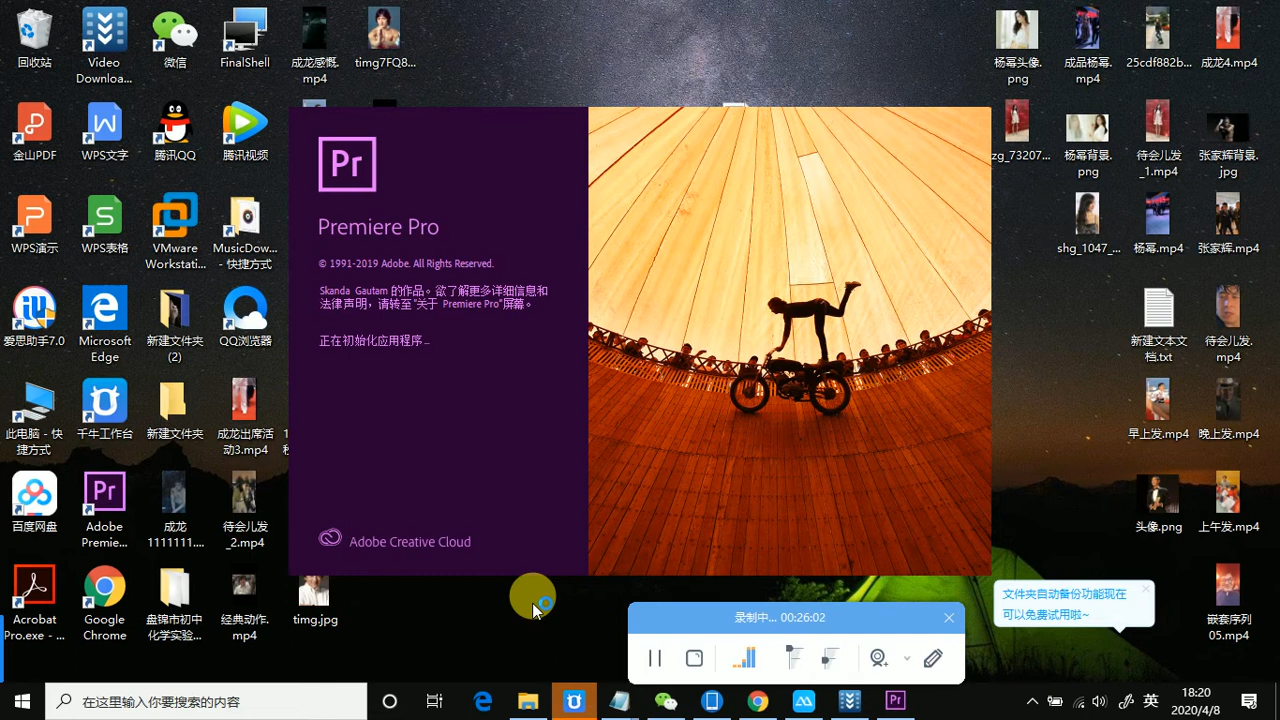 回收站
Video
Downloa...
微信
FinalShell
成龙感慨.
mp4
timg7FQ8...
杨幂头像.
png
成品杨幂.
mp4
25cdf882b...
成龙4.mp4
金山PDF
WPS文字
腾讯QQ
腾讯视频
zg_73207...
杨幂背景.
png
待会儿发
_1.mp4
张家辉背景.
jpg
WPS演示
WPS表格
VMware
Workstati...
MusicDow...
- 快捷方式
shg_1047_...
杨幂.mp4
张家辉.mp4
爱思助手7.0
Microsoft
Edge
新建文件夹
(2)
QQ浏览器
新建文本文
档.txt
待会儿发.
mp4
此电脑 - 快
捷方式
千牛工作台
新建文件夹
成龙出席活
动3.mp4
早上发.mp4
晚上发.mp4
百度网盘
Adobe
Premie...
成龙
1111111....
待会儿发
_2.mp4
头像.png
上午发.mp4
Acrobat
Pro.exe - ...
Google
Chrome
盘锦市初中
化学实验...
经典动作.
mp4
timg.jpg
嵌套序列
05.mp4
Pr
Premiere Pro
© 1991-2019 Adobe. All Rights Reserved.
Skanda Gautam 的作品。欲了解更多详细信息和
法律声明，请转至"关于 Premiere Pro"屏幕。
正在初始化应用程序...
Adobe Creative Cloud
文件夹自动备份功能现在
可以免费试用啦~
录制中... 00:26:02
在这里输入你要搜索的内容
英
18:20
2020/4/8